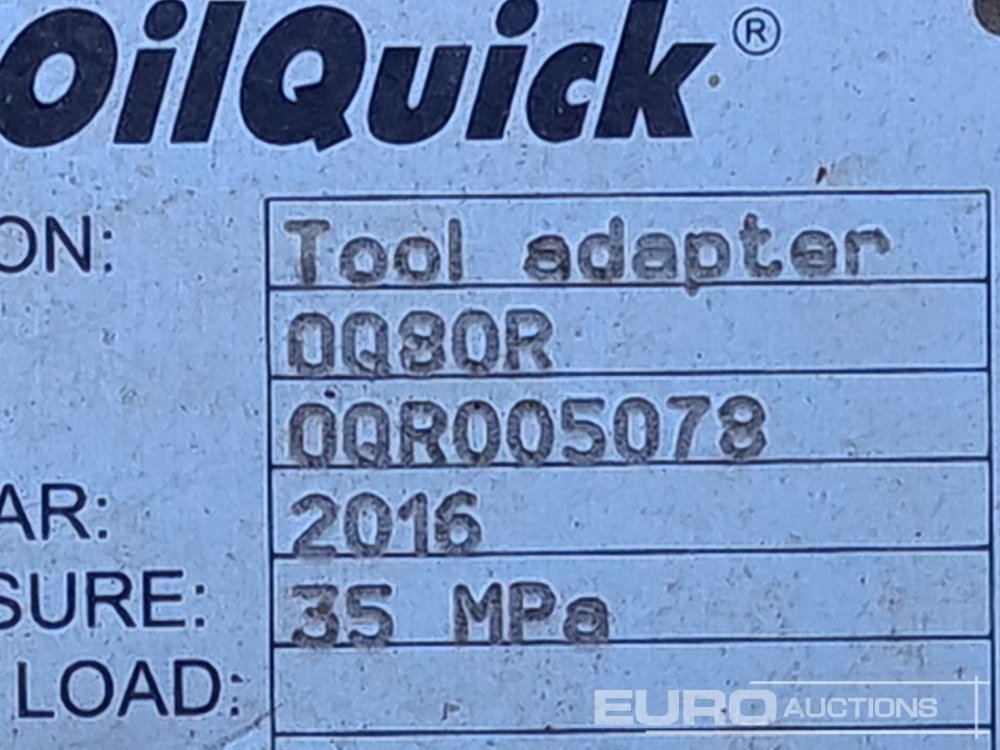 OilQuick®
ON: Tool adapter
OQ80R
OQR005078
AR: 2016
SURE: 35 MPa
LOAD:
EURO AUCTIONS